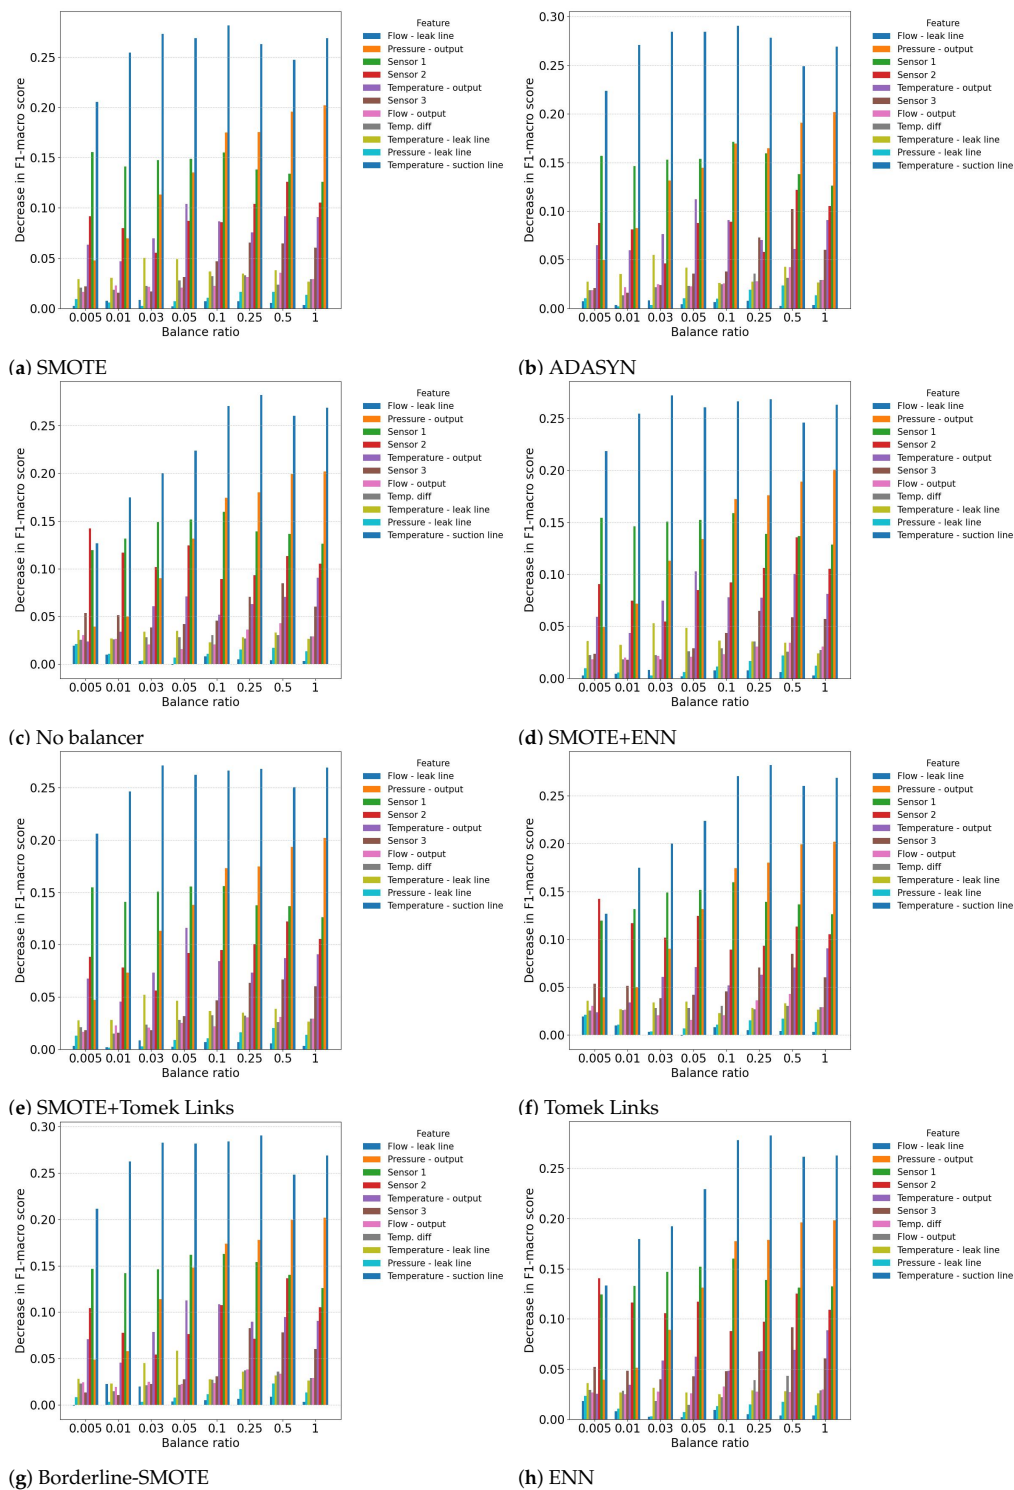 Decrease in F1-macro score
0.25
0.20
0.15
0.10
0.05
0.00
0.005 0.01 0.03 0.05 0.1 0.25 0.5 1
Balance ratio
Feature
Flow - leak line
Pressure - output
Sensor 1
Sensor 2
Temperature - output
Sensor 3
Flow - output
Temp. diff
Temperature - leak line
Pressure - leak line
Temperature - suction line
(a) SMOTE
Decrease in F1-macro score
0.30
0.25
0.20
0.15
0.10
0.05
0.00
0.005 0.01 0.03 0.05 0.1 0.25 0.5 1
Balance ratio
Feature
Flow - leak line
Pressure - output
Sensor 1
Sensor 2
Temperature - output
Sensor 3
Flow - output
Temp. diff
Temperature - leak line
Pressure - leak line
Temperature - suction line
(b) ADASYN
Decrease in F1-macro score
0.25
0.20
0.15
0.10
0.05
0.00
0.005 0.01 0.03 0.05 0.1 0.25 0.5 1
Balance ratio
Feature
Flow - leak line
Pressure - output
Sensor 1
Sensor 2
Temperature - output
Sensor 3
Flow - output
Temp. diff
Temperature - leak line
Pressure - leak line
Temperature - suction line
(c) No balancer
Decrease in F1-macro score
0.25
0.20
0.15
0.10
0.05
0.00
0.005 0.01 0.03 0.05 0.1 0.25 0.5 1
Balance ratio
Feature
Flow - leak line
Pressure - output
Sensor 1
Sensor 2
Temperature - output
Sensor 3
Flow - output
Temp. diff
Temperature - leak line
Pressure - leak line
Temperature - suction line
(d) SMOTE+ENN
Decrease in F1-macro score
0.25
0.20
0.15
0.10
0.05
0.00
0.005 0.01 0.03 0.05 0.1 0.25 0.5 1
Balance ratio
Feature
Flow - leak line
Pressure - output
Sensor 1
Sensor 2
Temperature - output
Sensor 3
Flow - output
Temp. diff
Temperature - leak line
Pressure - leak line
Temperature - suction line
(e) SMOTE+Tomek Links
Decrease in F1-macro score
0.25
0.20
0.15
0.10
0.05
0.00
0.005 0.01 0.03 0.05 0.1 0.25 0.5 1
Balance ratio
Feature
Flow - leak line
Pressure - output
Sensor 1
Sensor 2
Temperature - output
Sensor 3
Flow - output
Temp. diff
Temperature - leak line
Pressure - leak line
Temperature - suction line
(f) Tomek Links
Decrease in F1-macro score
0.30
0.25
0.20
0.15
0.10
0.05
0.00
0.005 0.01 0.03 0.05 0.1 0.25 0.5 1
Balance ratio
Feature
Flow - leak line
Pressure - output
Sensor 1
Sensor 2
Temperature - output
Sensor 3
Flow - output
Temp. diff
Temperature - leak line
Pressure - leak line
Temperature - suction line
(g) Borderline-SMOTE
Decrease in F1-macro score
0.25
0.20
0.15
0.10
0.05
0.00
0.005 0.01 0.03 0.05 0.1 0.25 0.5 1
Balance ratio
Feature
Flow - leak line
Pressure - output
Sensor 1
Sensor 2
Temperature - output
Sensor 3
Temp. diff
Flow - output
Temperature - leak line
Pressure - leak line
Temperature - suction line
(h) ENN